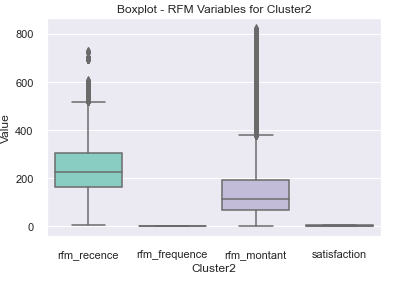 Boxplot - RFM Variables for Cluster2
800
600
400
200
0
Value
rfm_recence rfm_frequence rfm_montant satisfaction
Cluster2